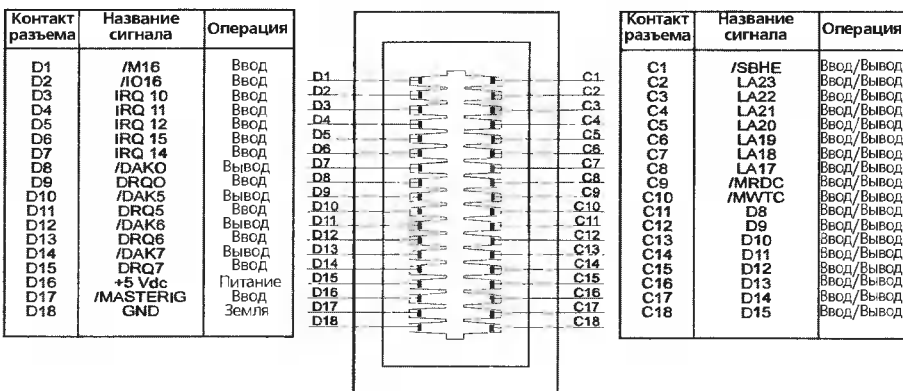 Контакт разъема Название сигнала Операция
D1 /M16 Ввод
D2 /IO16 Ввод
D3 IRQ 10 Ввод
D4 IRQ 11 Ввод
D5 IRQ 12 Ввод
D6 IRQ 15 Ввод
D7 IRQ 14 Ввод
D8 /DAKO Вывод
D9 DRQO Ввод
D10 /DAK5 Вывод
D11 DRQ5 Ввод
D12 /DAK6 Вывод
D13 DRQ6 Ввод
D14 /DAK7 Вывод
D15 DRQ7 Ввод
D16 +5 Vdc Питание
D17 /MASTERIG Ввод
D18 GND Земля
D1 C1
D2 C2
D3 C3
D4 C4
D5 C5
D6 C6
D7 C7
D8 C8
D9 C9
D10 C10
D11 C11
D12 C12
D13 C13
D14 C14
D15 C15
D16 C16
D17 C17
D18 C18
Контакт разъема Название сигнала Операция
C1 /SBHE Ввод/Вывод
C2 LA23 Ввод/Вывод
C3 LA22 Ввод/Вывод
C4 LA21 Ввод/Вывод
C5 LA20 Ввод/Вывод
C6 LA19 Ввод/Вывод
C7 LA18 Ввод/Вывод
C8 LA17 Ввод/Вывод
C9 /MRDC Ввод/Вывод
C10 /MWTC Ввод/Вывод
C11 D8 Ввод/Вывод
C12 D9 Ввод/Вывод
C13 D10 Ввод/Вывод
C14 D11 Ввод/Вывод
C15 D12 Ввод/Вывод
C16 D13 Ввод/Вывод
C17 D14 Ввод/Вывод
C18 D15 Ввод/Вывод